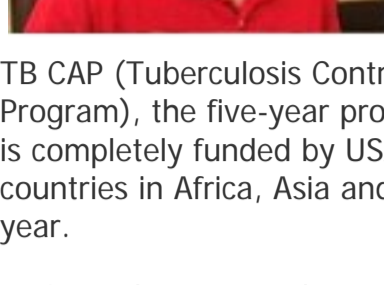 TB CAP (Tuberculosis Contr
Program), the five-year pro
is completely funded by US
countries in Africa, Asia and
year.